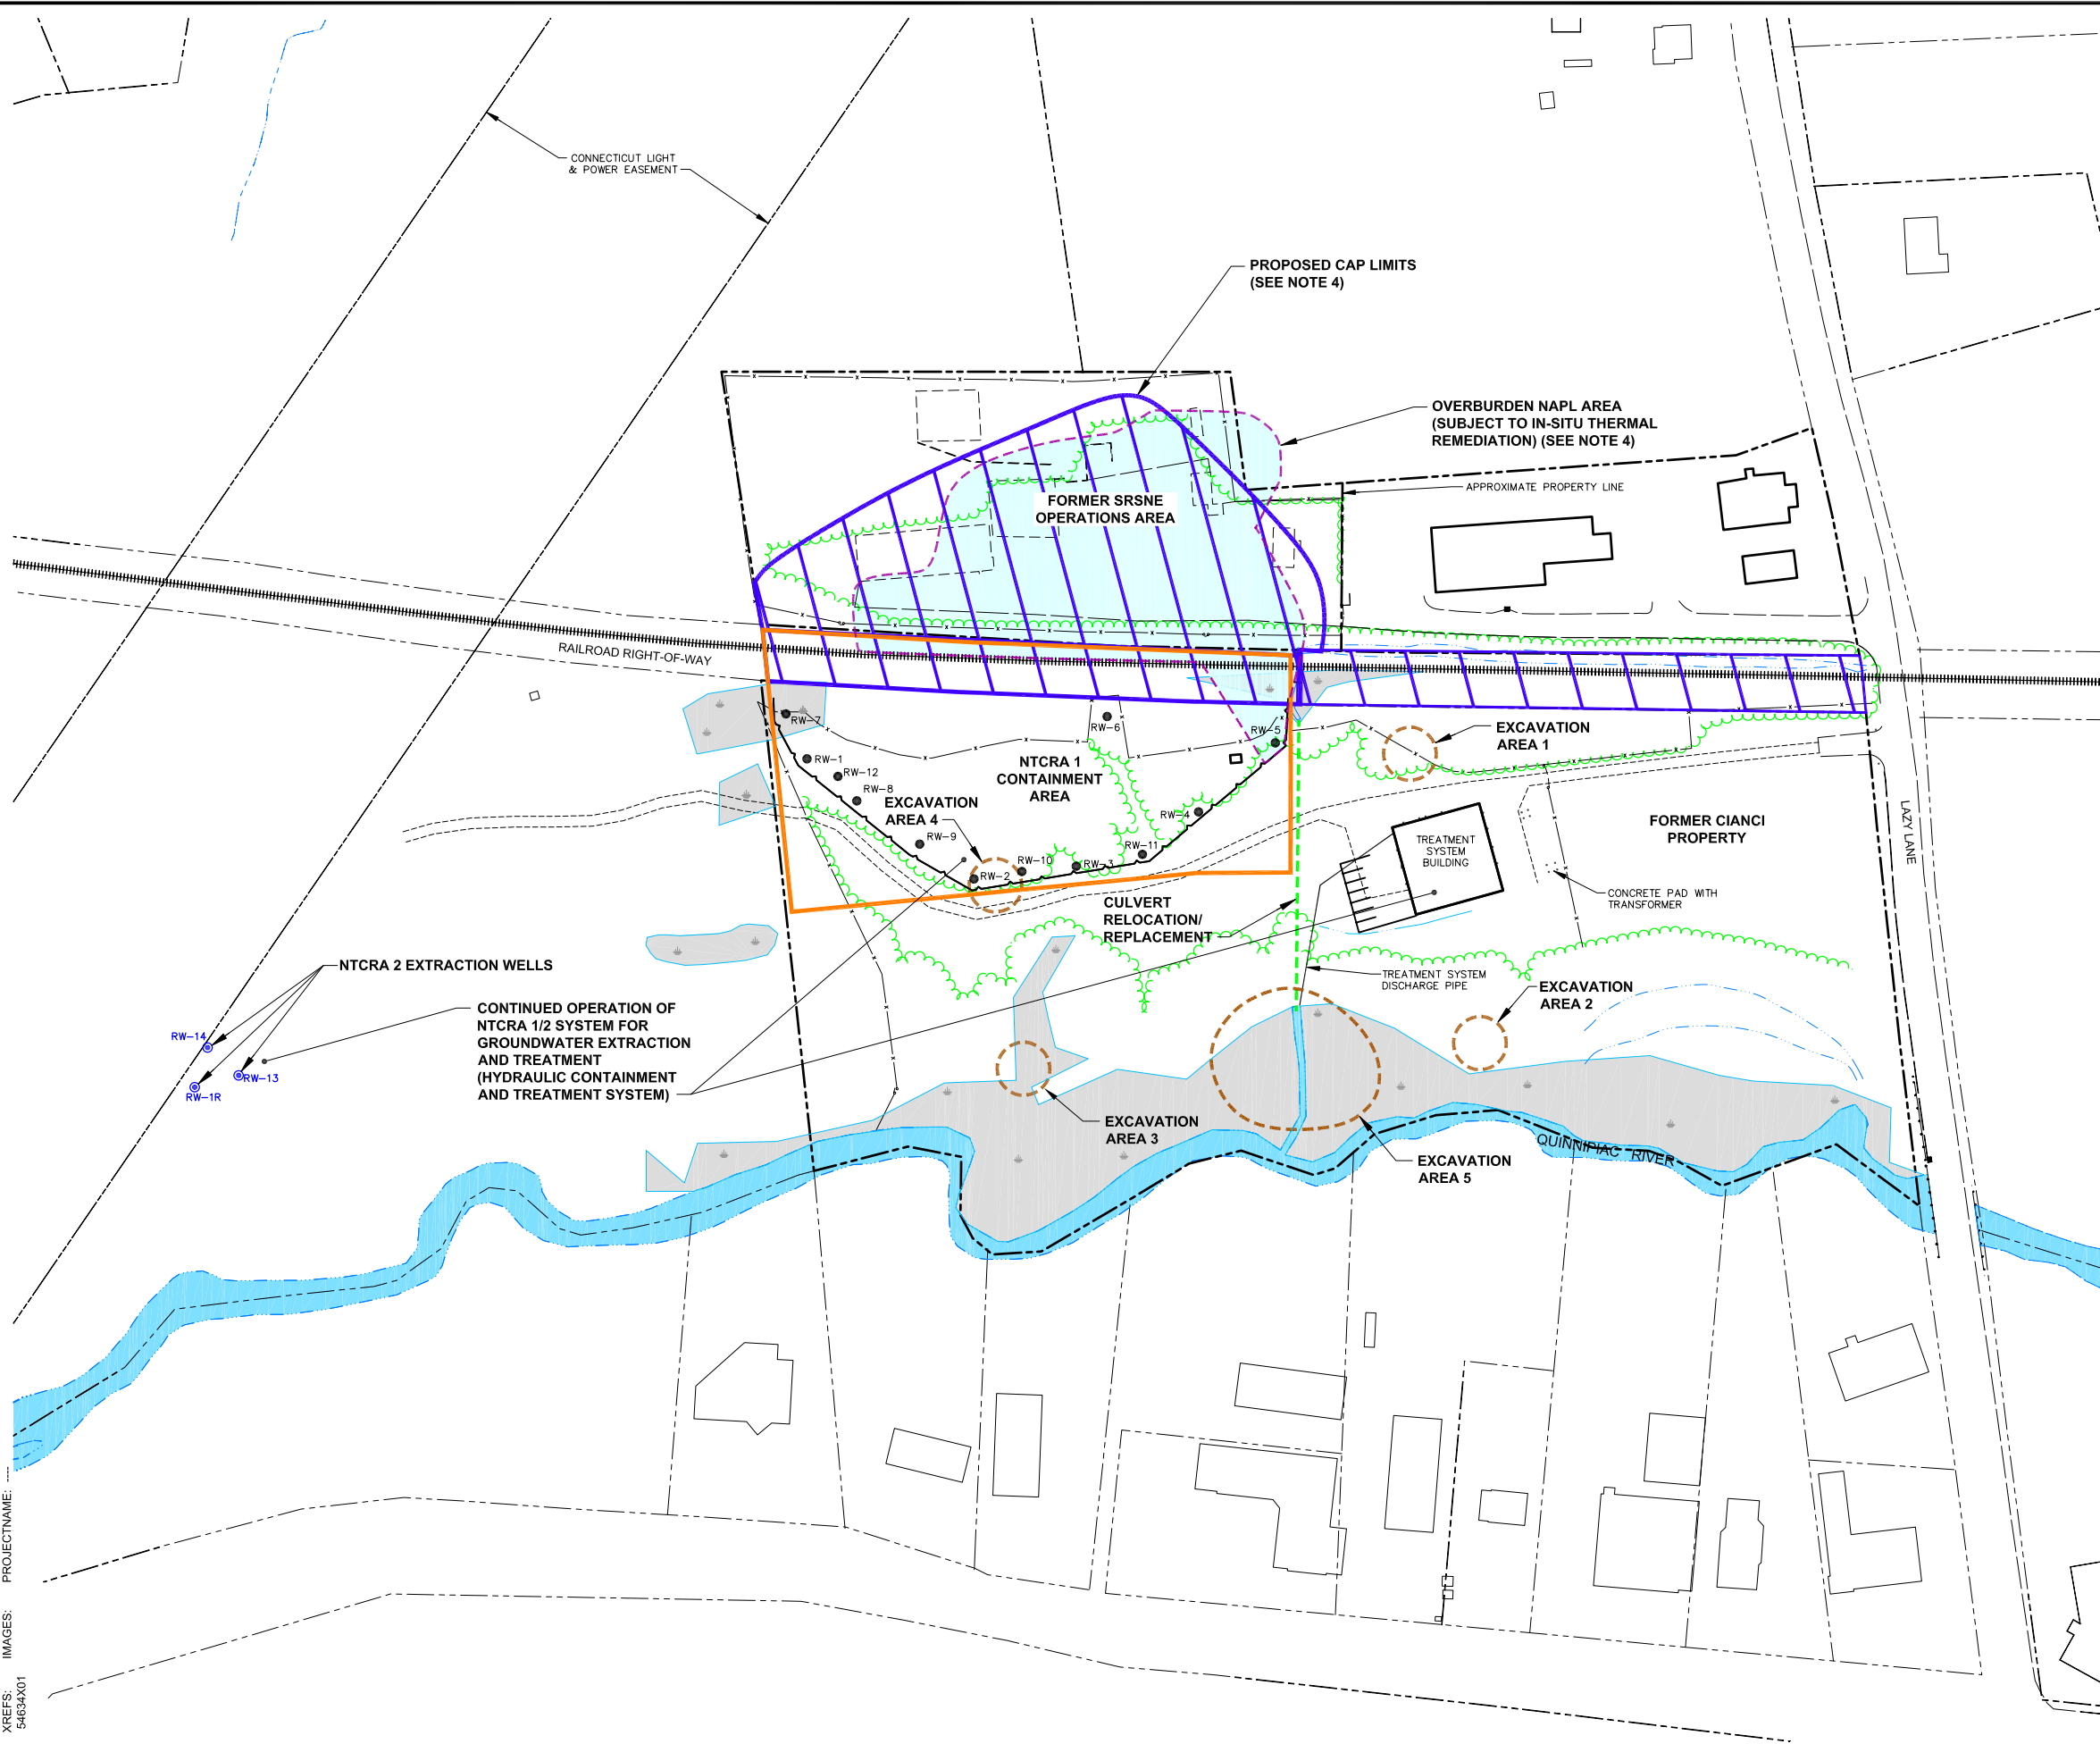 CONNECTICUT LIGHT
& POWER EASEMENT
PROPOSED CAP LIMITS
(SEE NOTE 4)
OVERBURDEN NAPL AREA
(SUBJECT TO IN-SITU THERMAL
REMEDIATION) (SEE NOTE 4)
APPROXIMATE PROPERTY LINE
FORMER SRSNE
OPERATIONS AREA
RAILROAD RIGHT-OF-WAY
RW-7
RW-6
RW-5
EXCAVATION
AREA 1
RW-1
RW-12
NTCRA 1
CONTAINMENT
AREA
RW-8
EXCAVATION
AREA 4
RW-4
RW-9
RW-11
RW-10
RW-3
RW-2
TREATMENT
SYSTEM
BUILDING
FORMER CIANCI
PROPERTY
LAZY LANE
CONCRETE PAD WITH
TRANSFORMER
CULVERT
RELOCATION/
REPLACEMENT
TREATMENT SYSTEM
DISCHARGE PIPE
EXCAVATION
AREA 2
NTCRA 2 EXTRACTION WELLS
CONTINUED OPERATION OF
NTCRA 1/2 SYSTEM FOR
GROUNDWATER EXTRACTION
AND TREATMENT
(HYDRAULIC CONTAINMENT
AND TREATMENT SYSTEM)
RW-14
RW-13
RW-1R
EXCAVATION
AREA 3
QUINNIPIAC RIVER
EXCAVATION
AREA 5
PROJECTNAME: ----
IMAGES:
XREFS:
54634X01